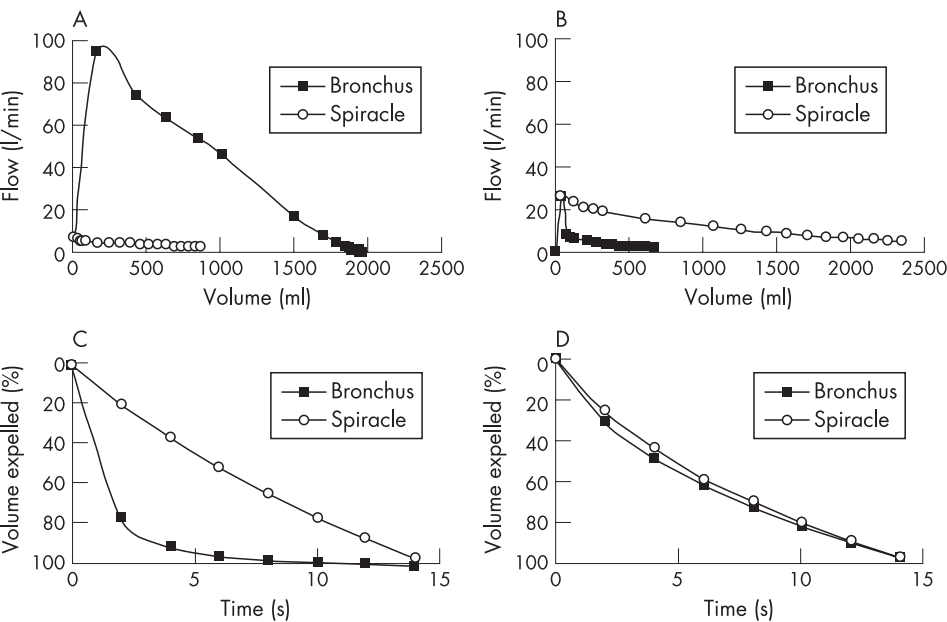 A
Flow (l/min)
100
80
60
40
20
0
0 500 1000 1500 2000 2500
Volume (ml)
Bronchus
Spiracle
B
Flow (l/min)
100
80
60
40
20
0
0 500 1000 1500 2000 2500
Volume (ml)
Bronchus
Spiracle
C
Volume expelled (%)
0
20
40
60
80
100
0 5 10 15
Time (s)
Bronchus
Spiracle
D
Volume expelled (%)
0
20
40
60
80
100
0 5 10 15
Time (s)
Bronchus
Spiracle